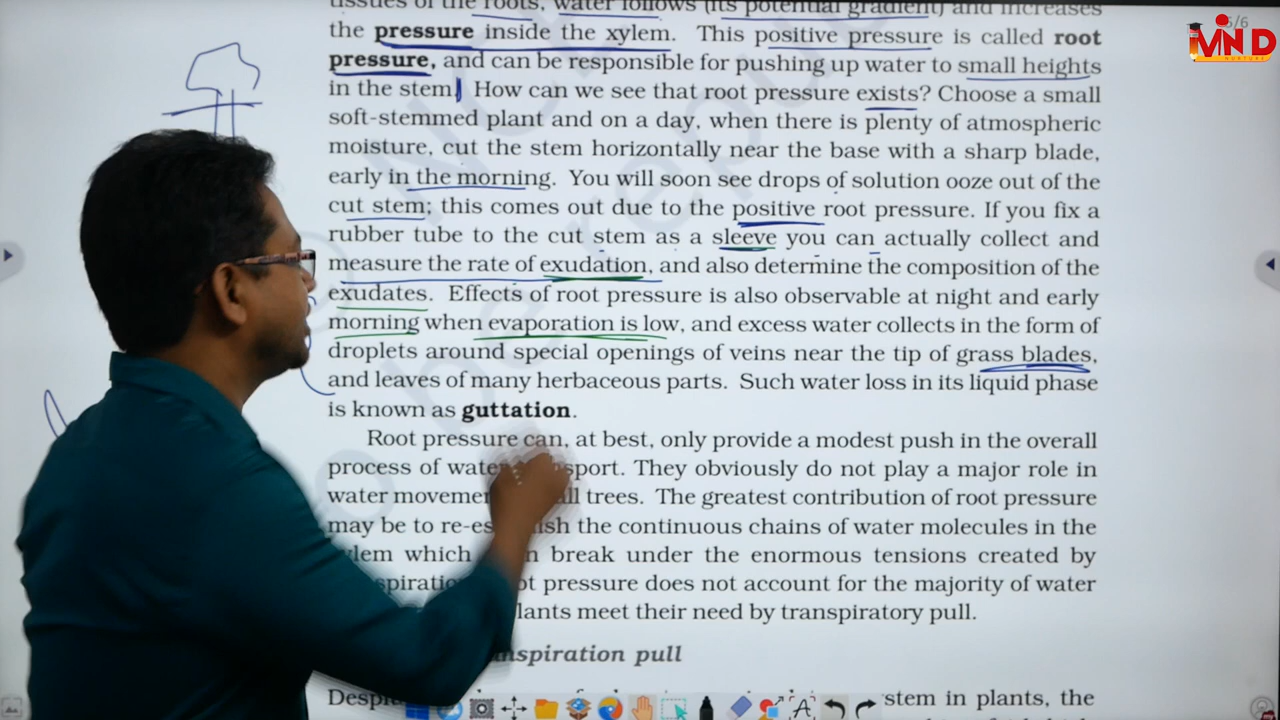 tissues of the roots, water follows (its potential gradient) and increases
the pressure inside the xylem. This positive pressure is called root
pressure, and can be responsible for pushing up water to small heights
in the stem. How can we see that root pressure exists? Choose a small
soft-stemmed plant and on a day, when there is plenty of atmospheric
moisture, cut the stem horizontally near the base with a sharp blade,
early in the morning. You will soon see drops of solution ooze out of the
cut stem; this comes out due to the positive root pressure. If you fix a
rubber tube to the cut stem as a sleeve you can actually collect and
measure the rate of exudation, and also determine the composition of the
exudates. Effects of root pressure is also observable at night and early
morning when evaporation is low, and excess water collects in the form of
droplets around special openings of veins near the tip of grass blades,
and leaves of many herbaceous parts. Such water loss in its liquid phase
is known as guttation.
Root pressure can, at best, only provide a modest push in the overall
process of water sport. They obviously do not play a major role in
water movemen ll trees. The greatest contribution of root pressure
may be to re-es sh the continuous chains of water molecules in the
xylem which n break under the enormous tensions created by
spiratio ot pressure does not account for the majority of water
lants meet their need by transpiratory pull.
nspiration pull
Desp stem in plants, the
/6
MIND
NURTURE